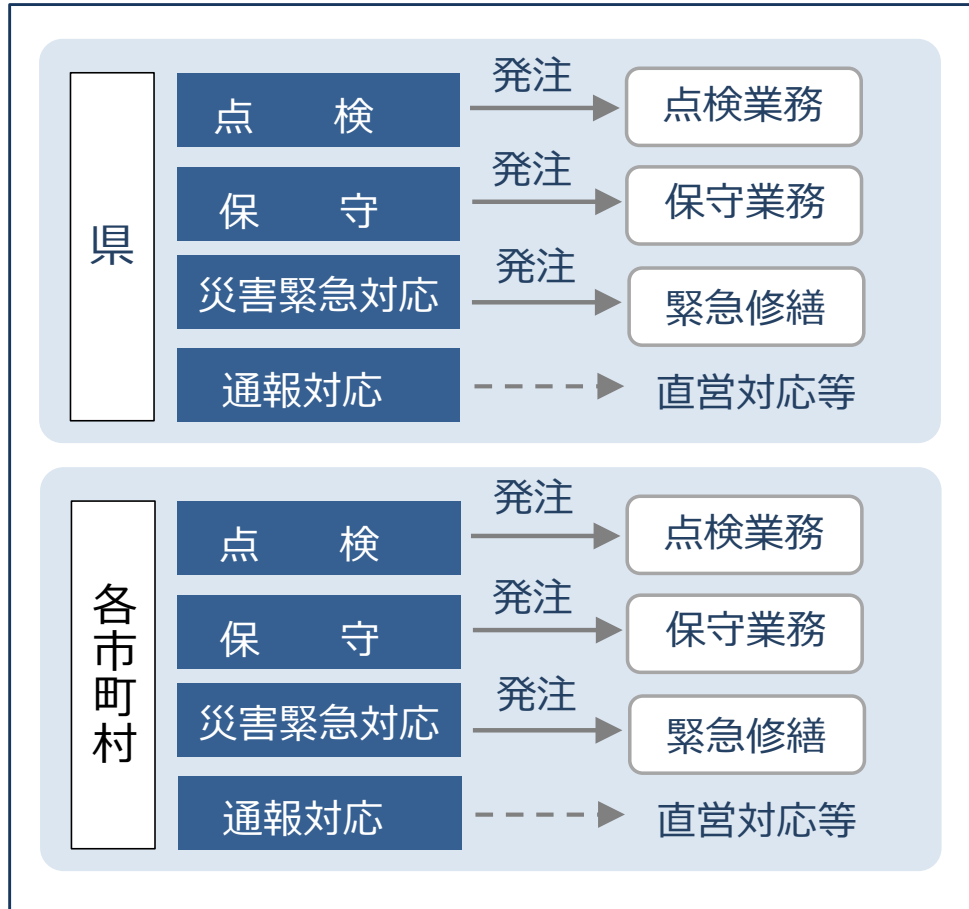 県
点　検
発注
点検業務
保　守
発注
保守業務
災害緊急対応
発注
緊急修繕
通報対応
直営対応等
各市町村
点　検
発注
点検業務
保　守
発注
保守業務
災害緊急対応
発注
緊急修繕
通報対応
直営対応等